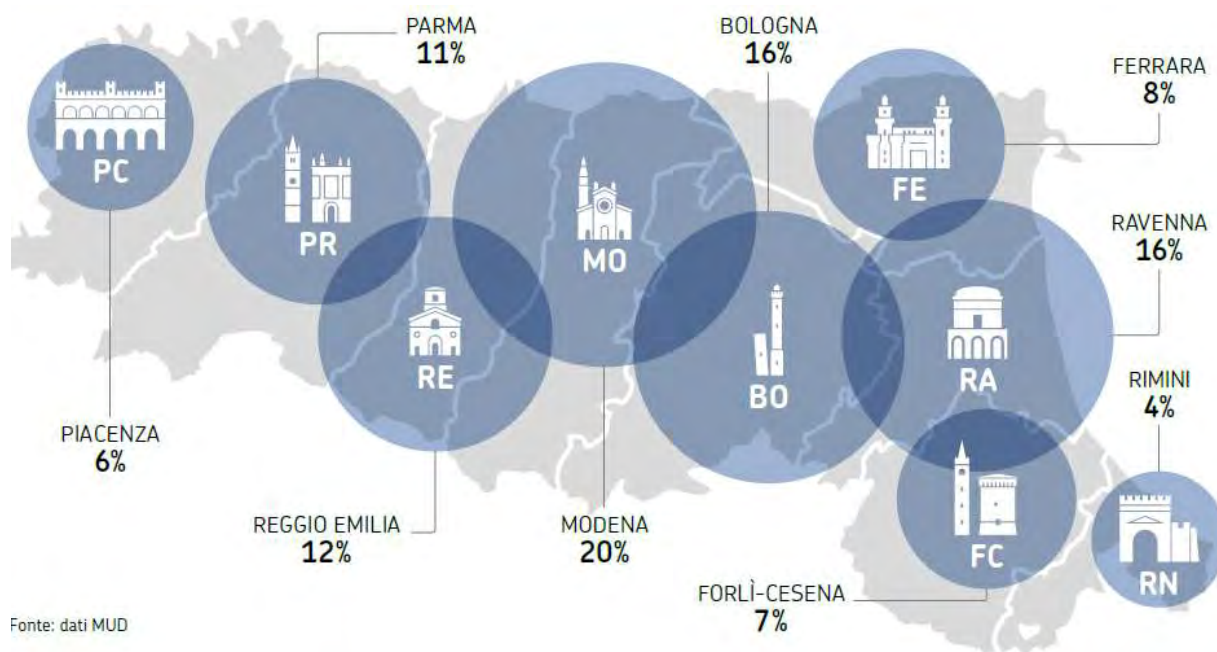 PARMA
11%
BOLOGNA
16%
FERRARA
8%
PC
PR
MO
FE
RAVENNA
16%
RE
BO
RA
RIMINI
4%
PIACENZA
6%
REGGIO EMILIA
12%
MODENA
20%
FC
RN
FORLÌ-CESENA
7%
Fonte: dati MUD